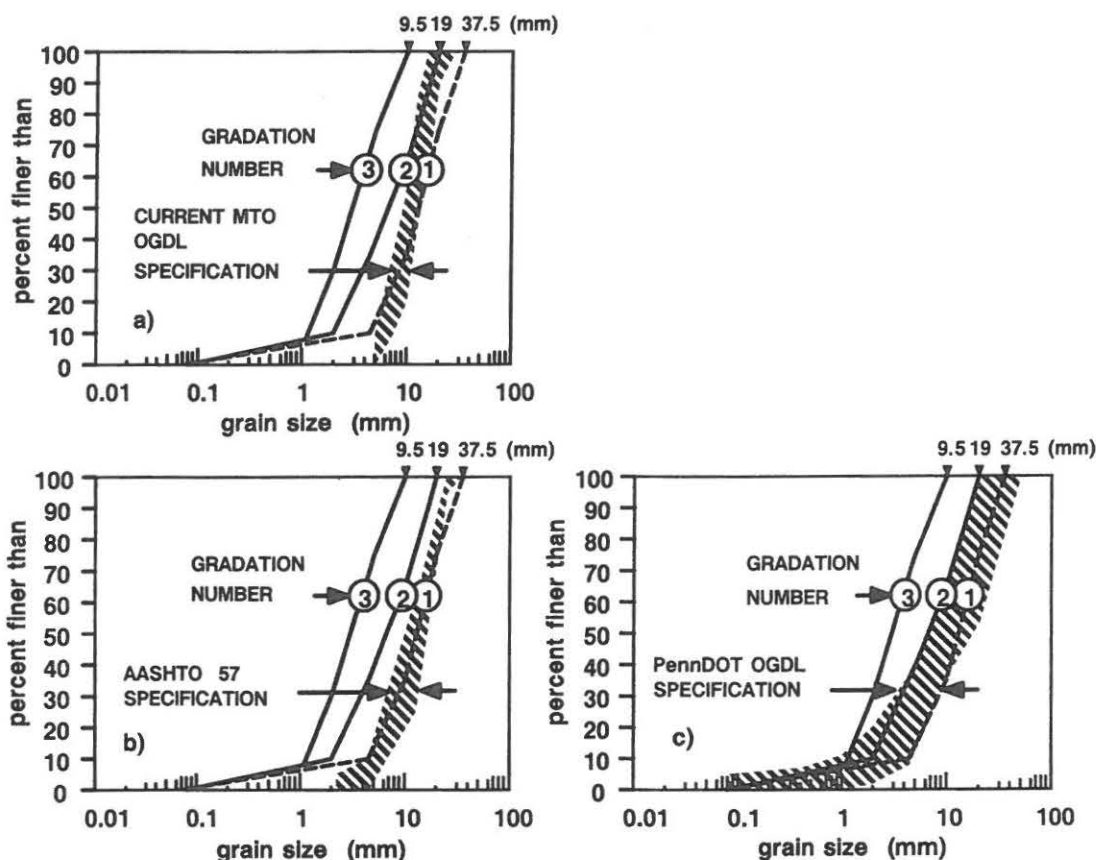 9.5 19 37.5 (mm)
100
90
80
70
60
50
40
30
20
10
0
percent finer than
GRADATION
NUMBER
3
2
1
CURRENT MTO
OGDL
SPECIFICATION
a)
0.01 0.1 1 10 100
grain size (mm)
9.5 19 37.5 (mm)
100
90
80
70
60
50
40
30
20
10
0
percent finer than
GRADATION
NUMBER
3
2
1
AASHTO 57
SPECIFICATION
b)
0.01 0.1 1 10 100
grain size (mm)
9.5 19 37.5 (mm)
100
90
80
70
60
50
40
30
20
10
0
percent finer than
GRADATION
NUMBER
3
2
1
PennDOT OGDL
SPECIFICATION
c)
0.01 0.1 1 10 100
grain size (mm)